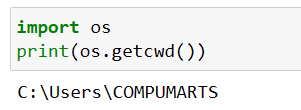 import os
print(os.getcwd())
C:\Users\COMPUMARTS